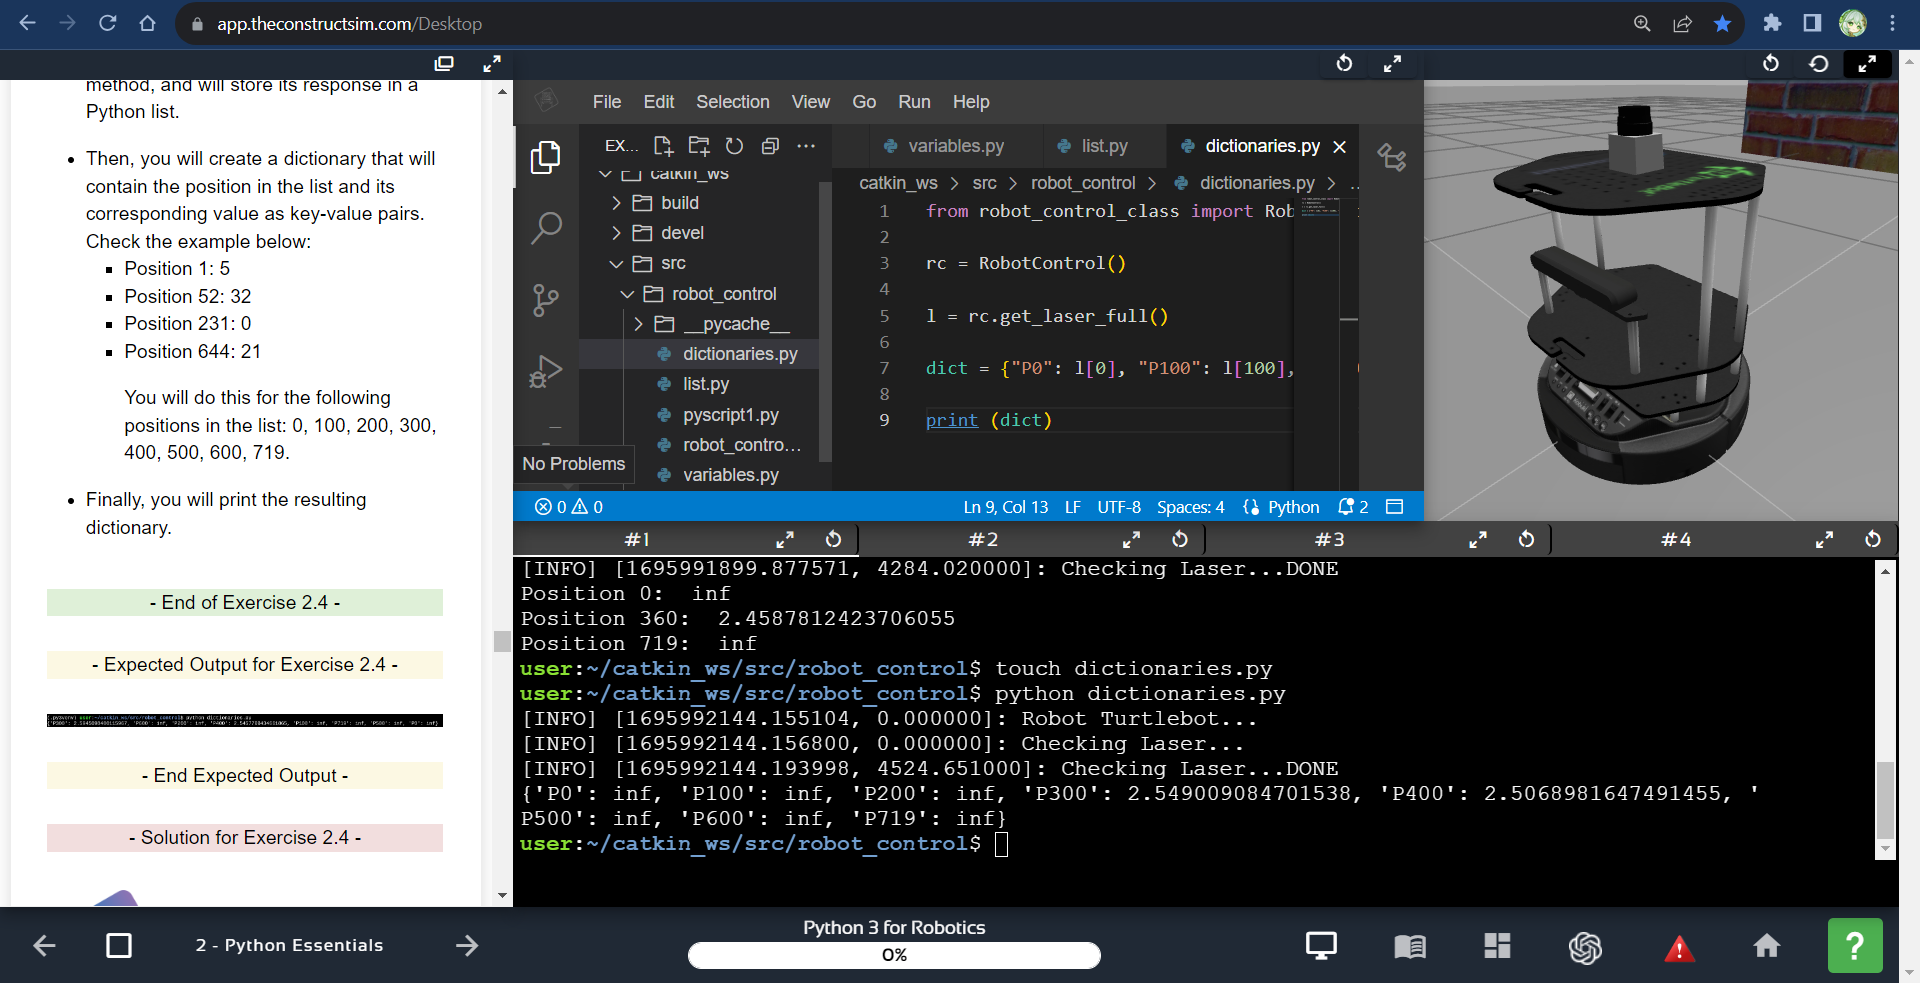 app.theconstructsim.com/Desktop
method, and will store its response in a
Python list.
Then, you will create a dictionary that will
contain the position in the list and its
corresponding value as key-value pairs.
Check the example below:
Position 1: 5
Position 52: 32
Position 231: 0
Position 644: 21
You will do this for the following
positions in the list: 0, 100, 200, 300,
400, 500, 600, 719.
Finally, you will print the resulting
dictionary.
- End of Exercise 2.4 -
- Expected Output for Exercise 2.4 -
- End Expected Output -
- Solution for Exercise 2.4 -
File Edit Selection View Go Run Help
EX...
catkin_ws
build
devel
src
robot_control
__pycache__
dictionaries.py
list.py
pyscript1.py
robot_contro...
variables.py
No Problems
variables.py list.py dictionaries.py
catkin_ws > src > robot_control > dictionaries.py > ..
1 from robot_control_class import Rob
2
3 rc = RobotControl()
4
5 l = rc.get_laser_full()
6
7 dict = {"P0": l[0], "P100": l[100],
8
9 print (dict)
0 0 Ln 9, Col 13 LF UTF-8 Spaces: 4 Python 2
#1 #2 #3 #4
[INFO] [1695991899.877571, 4284.020000]: Checking Laser...DONE
Position 0: inf
Position 360: 2.4587812423706055
Position 719: inf
user:~/catkin_ws/src/robot_control$ touch dictionaries.py
user:~/catkin_ws/src/robot_control$ python dictionaries.py
[INFO] [1695992144.155104, 0.000000]: Robot Turtlebot...
[INFO] [1695992144.156800, 0.000000]: Checking Laser...
[INFO] [1695992144.193998, 4524.651000]: Checking Laser...DONE
{'P0': inf, 'P100': inf, 'P200': inf, 'P300': 2.549009084701538, 'P400': 2.5068981647491455, '
P500': inf, 'P600': inf, 'P719': inf}
user:~/catkin_ws/src/robot_control$
2 - Python Essentials
Python 3 for Robotics
0%
?